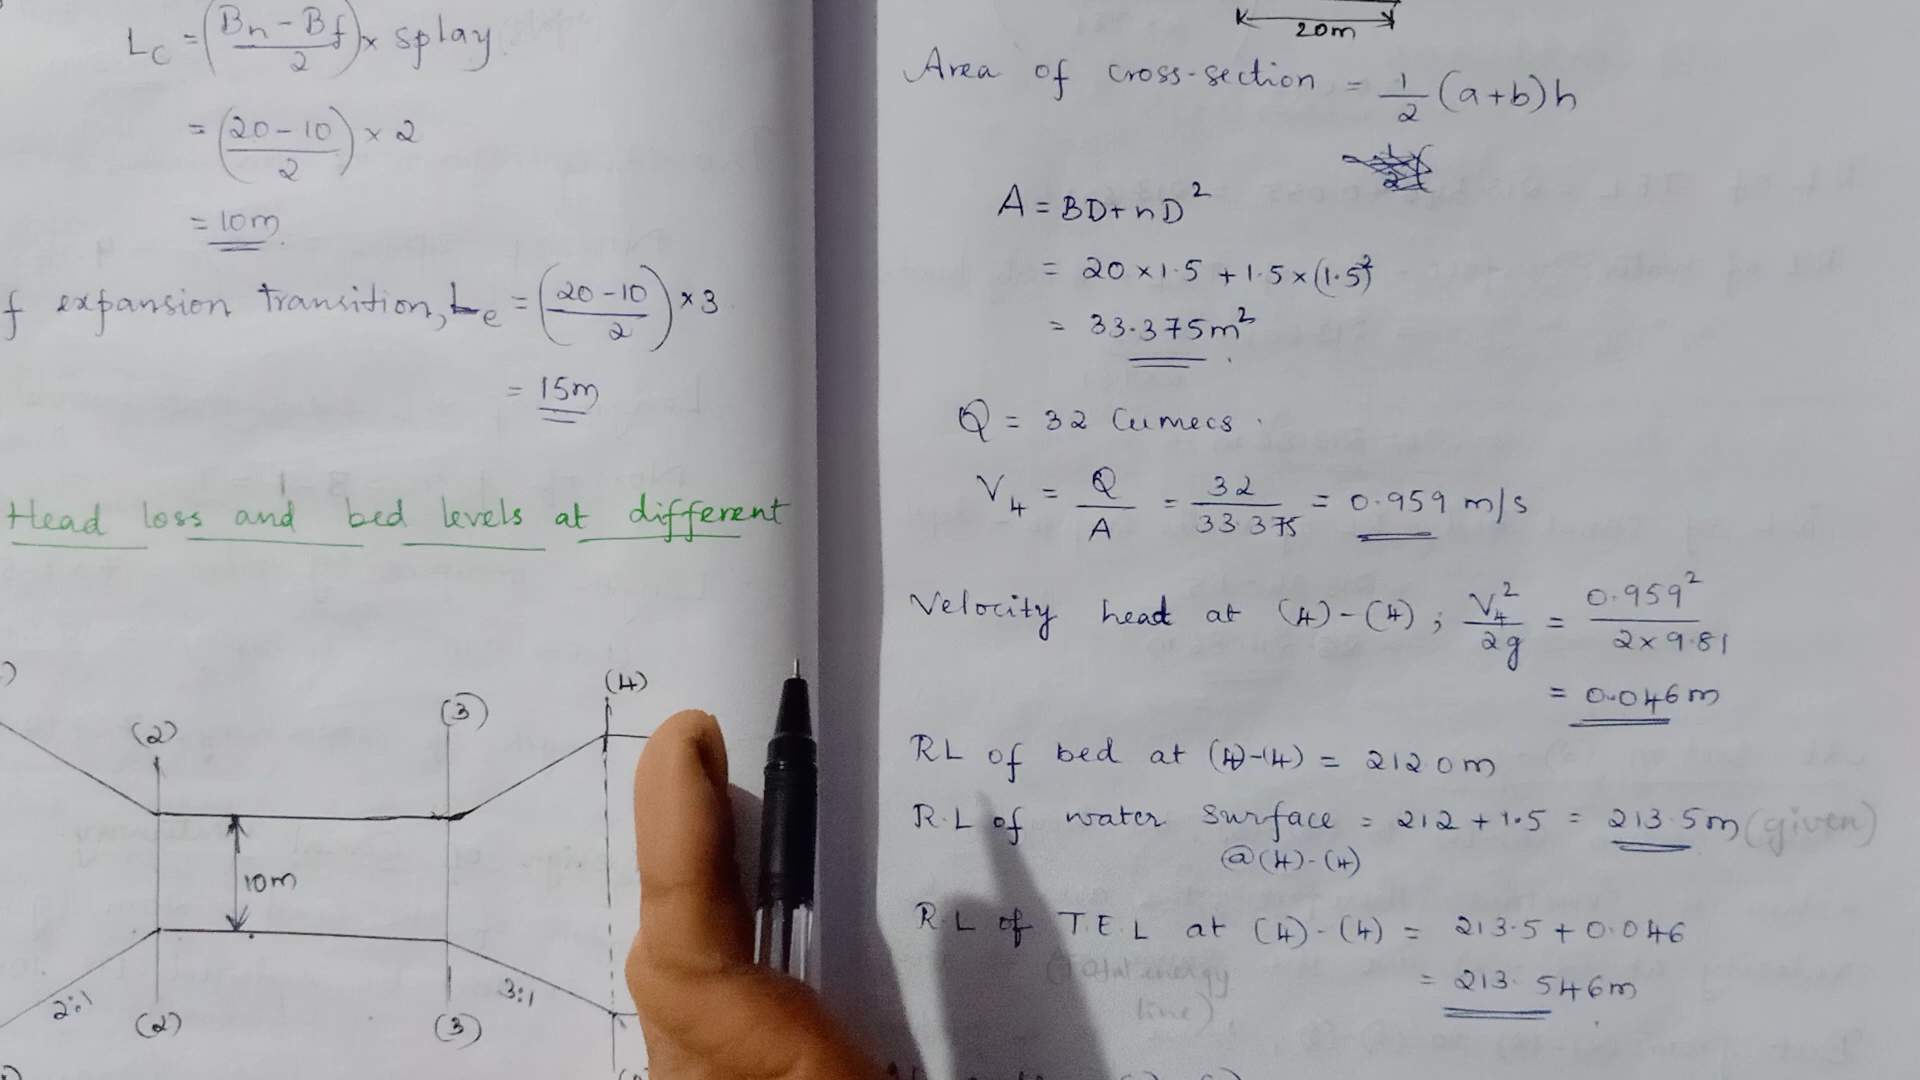 Lc = (Bn - Bf / 2) x splay.
= (20 - 10 / 2) x 2
= 10m.
f expansion transition, Le = (20 - 10 / 2) x 3
= 15m
Head loss and bed levels at different
(2)
(3)
(4)
10m
2:1
3:1
(2)
(3)
20m
Area of cross-section = 1/2 (a+b)h
A = BD + nD²
= 20 x 1.5 + 1.5 x (1.5)²
= 33.375m²
Q = 32 Cumecs.
V4 = Q/A = 32/33.375 = 0.959 m/s
Velocity head at (4)-(4); V4²/2g = 0.959² / 2x9.81
= 0.046m
RL of bed at (4)-(4) = 212.0m
R.L of water surface = 212 + 1.5 = 213.5m (given)
@(4)-(4)
R.L of T.E.L at (4)-(4) = 213.5 + 0.046
(Total energy line)
= 213.546m